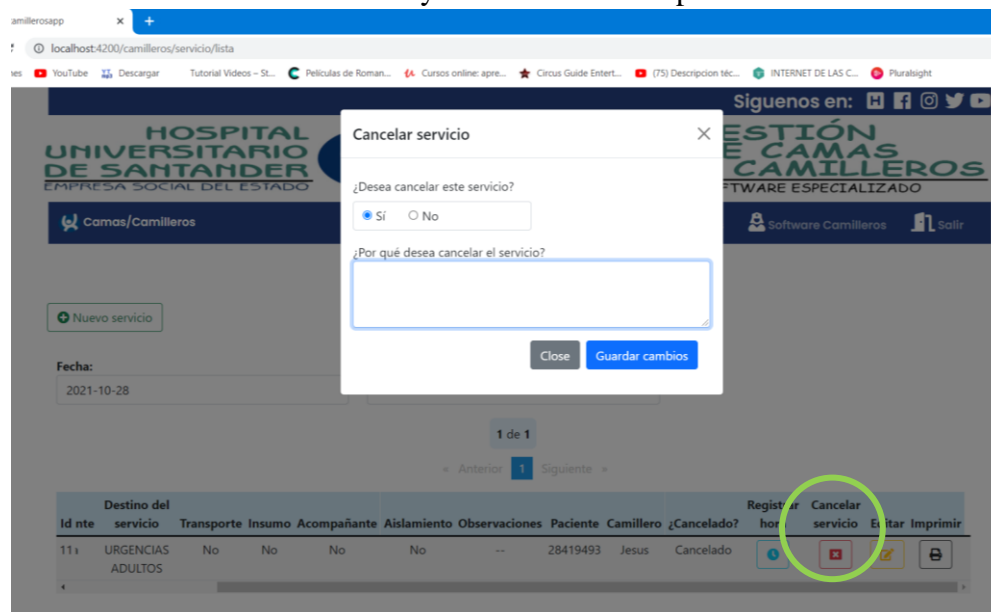 amillerosapp × +
localhost:4200/camilleros/servicio/lista
nes YouTube Descargar Tutorial Videos – St... Películas de Roman... Cursos online: apre... Circus Guide Entert... (75) Descripcion téc... INTERNET DE LAS C... Pluralsight
Siguenos en:
HOSPITAL
UNIVERSITARIO
DE SANTANDER
EMPRESA SOCIAL DEL ESTADO
ESTIÓN
E CAMAS
CAMILLEROS
TWARE ESPECIALIZADO
Camas/Camilleros Software Camilleros Salir
Cancelar servicio ×
¿Desea cancelar este servicio?
Sí No
¿Por qué desea cancelar el servicio?
Close Guardar cambios
Nuevo servicio
Fecha:
2021-10-28
1 de 1
« Anterior 1 Siguiente »
Id nte Destino del servicio Transporte Insumo Acompañante Aislamiento Observaciones Paciente Camillero ¿Cancelado? Registrar hora Cancelar servicio Editar Imprimir
11 URGENCIAS ADULTOS No No No No -- 28419493 Jesus Cancelado